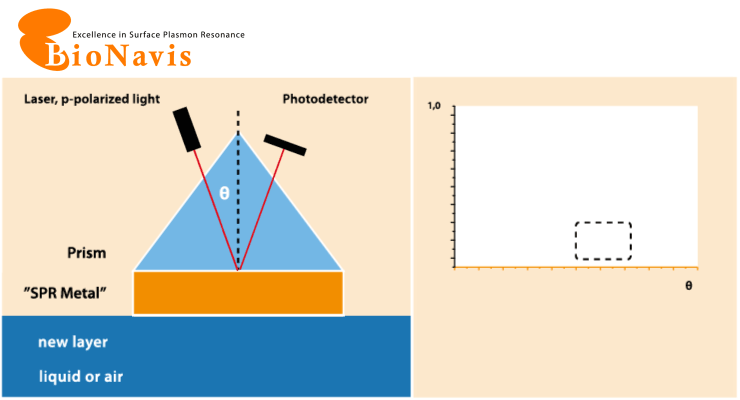 Excellence in Surface Plasmon Resonance
BioNavis
Laser, p-polarized light
Photodetector
θ
Prism
"SPR Metal"
new layer
liquid or air
1,0
θ